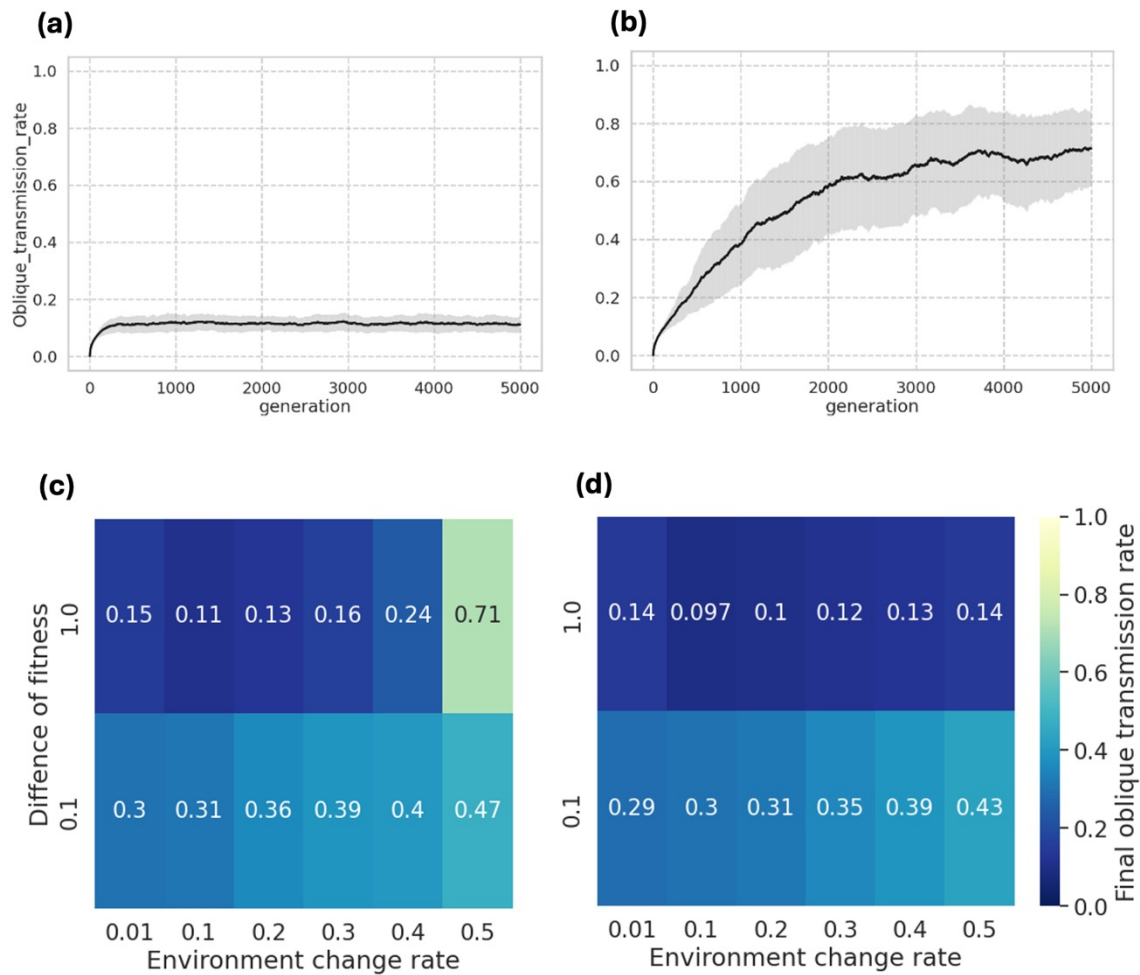 (a)
(b)
1.0
0.8
0.6
0.4
0.2
0.0
Oblique_transmission_rate
0 1000 2000 3000 4000 5000
generation
1.0
0.8
0.6
0.4
0.2
0.0
0 1000 2000 3000 4000 5000
generation
(c)
(d)
Diffence of fitness
1.0
0.15 0.11 0.13 0.16 0.24 0.71
0.1
0.3 0.31 0.36 0.39 0.4 0.47
0.01 0.1 0.2 0.3 0.4 0.5
Environment change rate
1.0
0.14 0.097 0.1 0.12 0.13 0.14
0.1
0.29 0.3 0.31 0.35 0.39 0.43
0.01 0.1 0.2 0.3 0.4 0.5
Environment change rate
1.0
0.8
0.6
0.4
0.2
0.0
Final oblique transmission rate